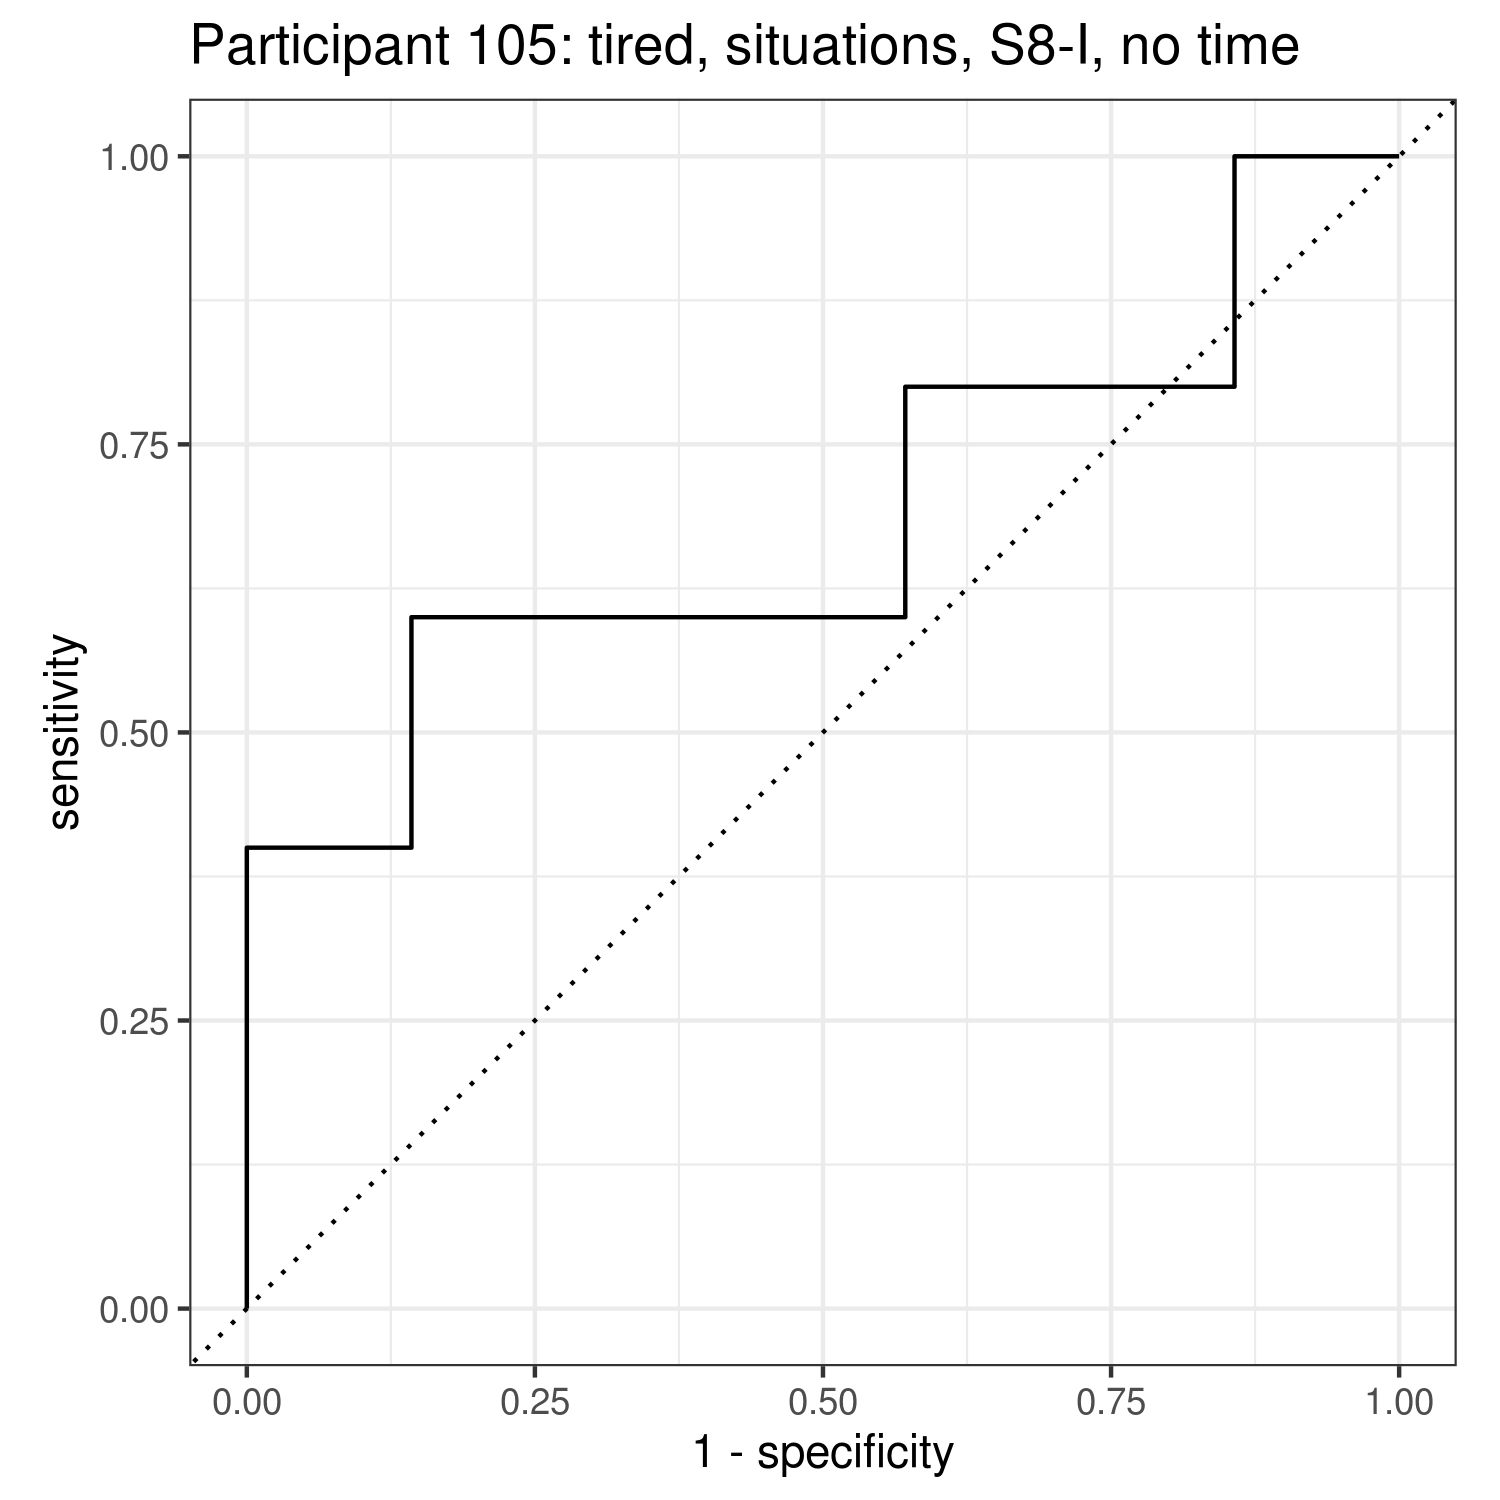 Participant 105: tired, situations, S8-I, no time
1.00
0.75
0.50
0.25
0.00
sensitivity
0.00 0.25 0.50 0.75 1.00
1 - specificity